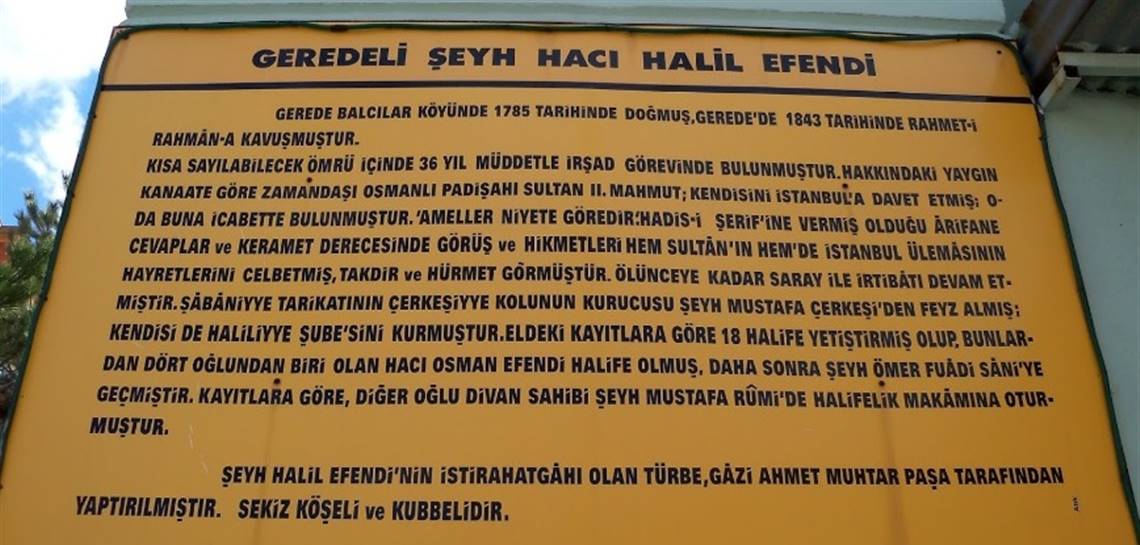 GEREDELİ ŞEYH HACI HALİL EFENDİ
GEREDE BALCILAR KÖYÜNDE 1785 TARİHİNDE DOĞMUŞ,GEREDE'DE 1843 TARİHİNDE RAHMET-i
RAHMÂN-A KAVUŞMUŞTUR.
KISA SAYILABİLECEK ÖMRÜ İÇİNDE 36 YIL MÜDDETLE İRŞAD GÖREVİNDE BULUNMUŞTUR.HAKKINDAKİ YAYGIN
KANAATE GÖRE ZAMANDAŞI OSMANLI PADİŞAHI SULTAN II. MAHMUT; KENDİSİNİ İSTANBUL'A DAVET ETMİŞ; O-
DA BUNA İCABETTE BULUNMUŞTUR.'AMELLER NİYETE GÖREDİR'.HADİS-İ ŞERİF'İNE VERMİŞ OLDUĞU ÂRİFANE
CEVAPLAR ve KERAMET DERECESİNDE GÖRÜŞ ve HİKMETLERİ HEM SULTÂN'IN HEM'DE İSTANBUL ÜLEMÂSININ
HAYRETLERİNİ CELBETMİŞ,TAKDİR ve HÜRMET GÖRMÜŞTÜR. ÖLÜNCEYE KADAR SARAY İLE İRTİBÂTI DEVAM ET-
MİŞTİR.ŞÂBÂNİYYE TARİKATININ ÇERKEŞİYYE KOLUNUN KURUCUSU ŞEYH MUSTAFA ÇERKEŞİ'DEN FEYZ ALMIŞ;
KENDİSİ DE HALİLİYYE ŞUBE'SİNİ KURMUŞTUR.ELDEKİ KAYITLARA GÖRE 18 HALİFE YETİŞTİRMİŞ OLUP, BUNLAR-
DAN DÖRT OĞLUNDAN BİRİ OLAN HACI OSMAN EFENDİ HALİFE OLMUŞ, DAHA SONRA ŞEYH ÖMER FUÂDİ SÂNİ'YE
GEÇMİŞTİR. KAYITLARA GÖRE, DİĞER OĞLU DİVAN SAHİBİ ŞEYH MUSTAFA RÛMİ'DE HALİFELİK MAKÂMINA OTUR-
MUŞTUR.
ŞEYH HALİL EFENDİ'NİN İSTİRAHATGÂHI OLAN TÜRBE,GÂZİ AHMET MUHTAR PAŞA TARAFINDAN
YAPTIRILMIŞTIR. SEKİZ KÖŞELİ ve KUBBELİDİR.